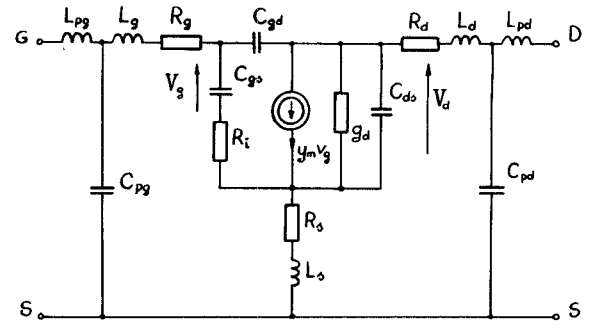 G Lpg Lg Rg Cgd Rd Ld Lpd D
Vg Cgs Cds Vd
Ri ymvg gd
Cpg Cpd
Rs
Ls
S S